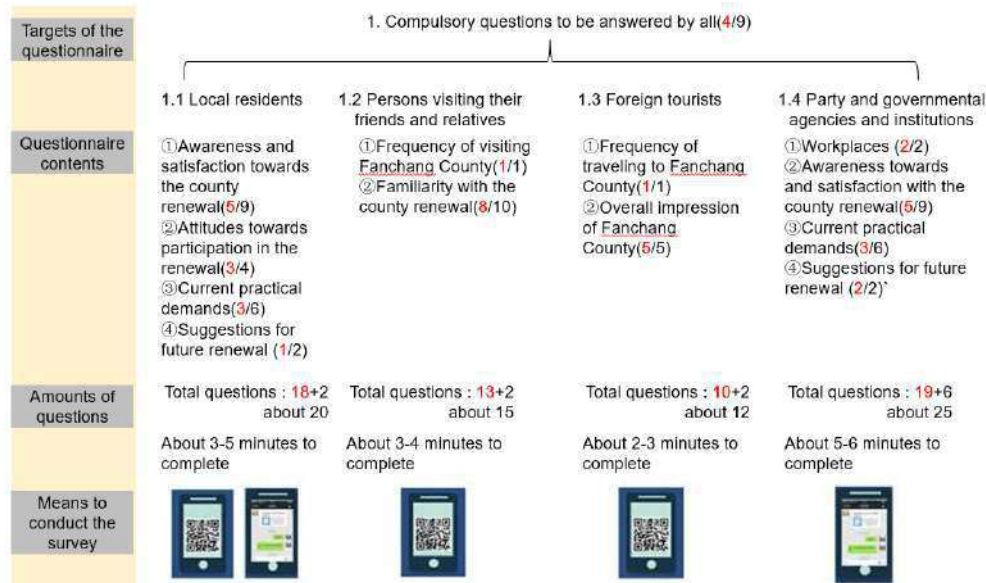 Targets of the
questionnaire
1. Compulsory questions to be answered by all(4/9)
1.1 Local residents
1.2 Persons visiting their
friends and relatives
1.3 Foreign tourists
1.4 Party and governmental
agencies and institutions
Questionnaire
contents
①Awareness and
satisfaction towards
the county
renewal(5/9)
②Attitudes towards
participation in the
renewal(3/4)
③Current practical
demands(3/6)
④Suggestions for
future renewal (1/2)
①Frequency of visiting
Fanchang County(1/1)
②Familiarity with the
county renewal(8/10)
①Frequency of
traveling to Fanchang
County(1/1)
②Overall impression
of Fanchang
County(5/5)
①Workplaces (2/2)
②Awareness towards
and satisfaction with the
county renewal(5/9)
③Current practical
demands(3/6)
④Suggestions for future
renewal (2/2)`
Amounts of
questions
Total questions : 18+2
about 20
Total questions : 13+2
about 15
Total questions : 10+2
about 12
Total questions : 19+6
about 25
About 3-5 minutes to
complete
About 3-4 minutes to
complete
About 2-3 minutes to
complete
About 5-6 minutes to
complete
Means to
conduct the
survey